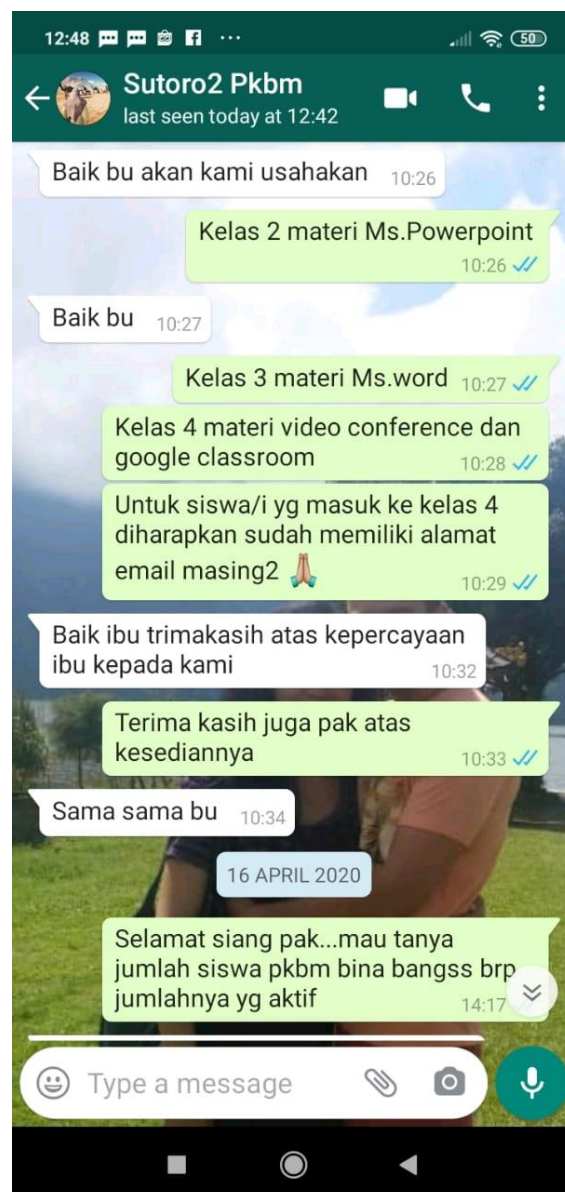 12:48 ... 50
Sutoro2 Pkbm
last seen today at 12:42
Baik bu akan kami usahakan 10:26
Kelas 2 materi Ms.Powerpoint
10:26
Baik bu 10:27
Kelas 3 materi Ms.word 10:27
Kelas 4 materi video conference dan
google classroom 10:28
Untuk siswa/i yg masuk ke kelas 4
diharapkan sudah memiliki alamat
email masing2 🙏 10:29
Baik ibu trimakasih atas kepercayaan
ibu kepada kami 10:32
Terima kasih juga pak atas
kesediannya 10:33
Sama sama bu 10:34
16 APRIL 2020
Selamat siang pak...mau tanya
jumlah siswa pkbm bina bangss brp
jumlahnya yg aktif 14:17
Type a message